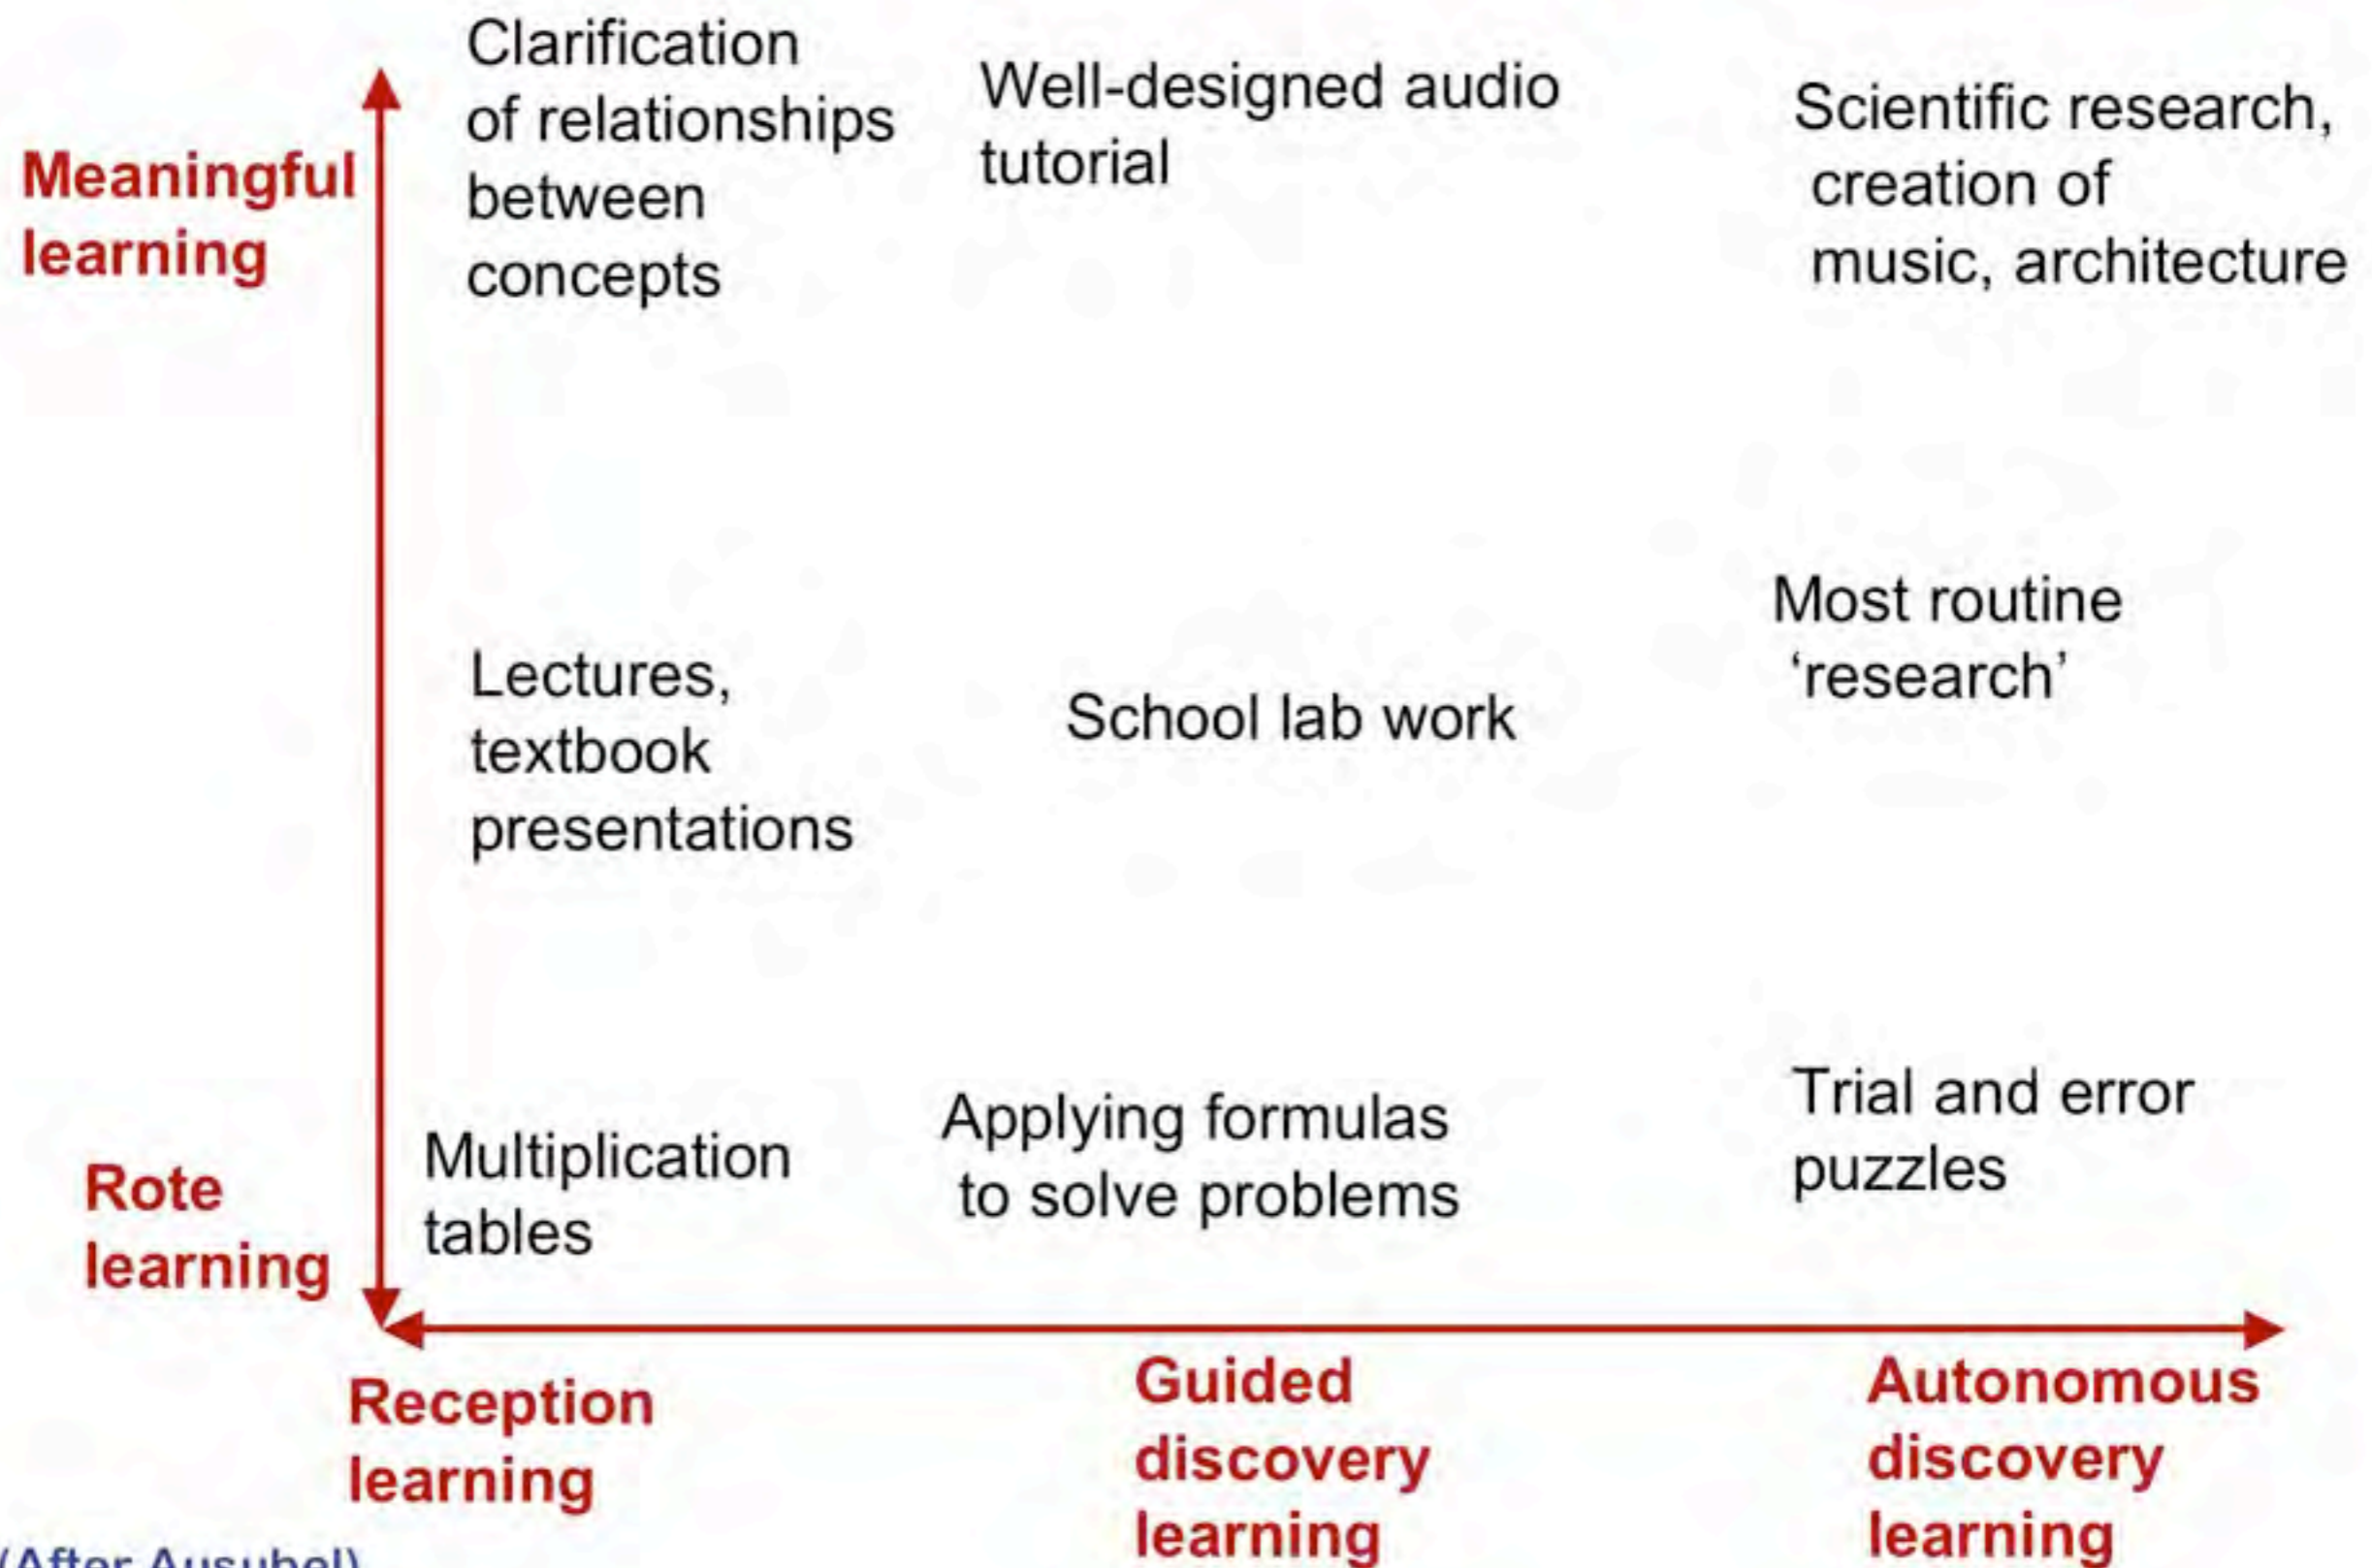 Clarification
of relationships
between
concepts
Well-designed audio
tutorial
Scientific research,
creation of
music, architecture
Meaningful
learning
Lectures,
textbook
presentations
School lab work
Most routine
‘research’
Multiplication
tables
Applying formulas
to solve problems
Trial and error
puzzles
Rote
learning
Reception
learning
Guided
discovery
learning
Autonomous
discovery
learning
(After Ausubel)